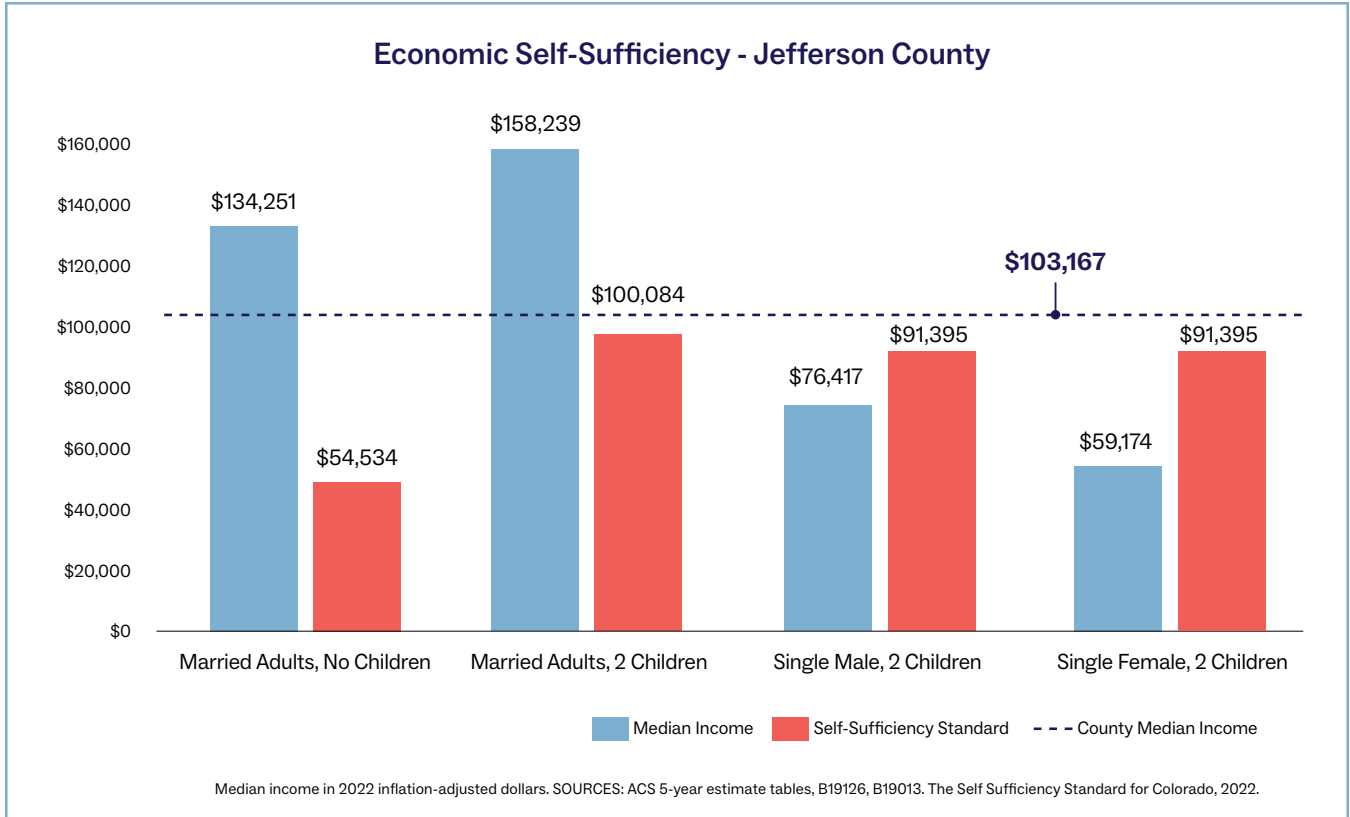 Economic Self-Sufficiency - Jefferson County
$160,000
$140,000
$120,000
$100,000
$80,000
$60,000
$40,000
$20,000
$0
$134,251
$54,534
$158,239
$100,084
$76,417
$91,395
$103,167
$59,174
$91,395
Married Adults, No Children
Married Adults, 2 Children
Single Male, 2 Children
Single Female, 2 Children
Median Income
Self-Sufficiency Standard
County Median Income
Median income in 2022 inflation-adjusted dollars. SOURCES: ACS 5-year estimate tables, B19126, B19013. The Self Sufficiency Standard for Colorado, 2022.